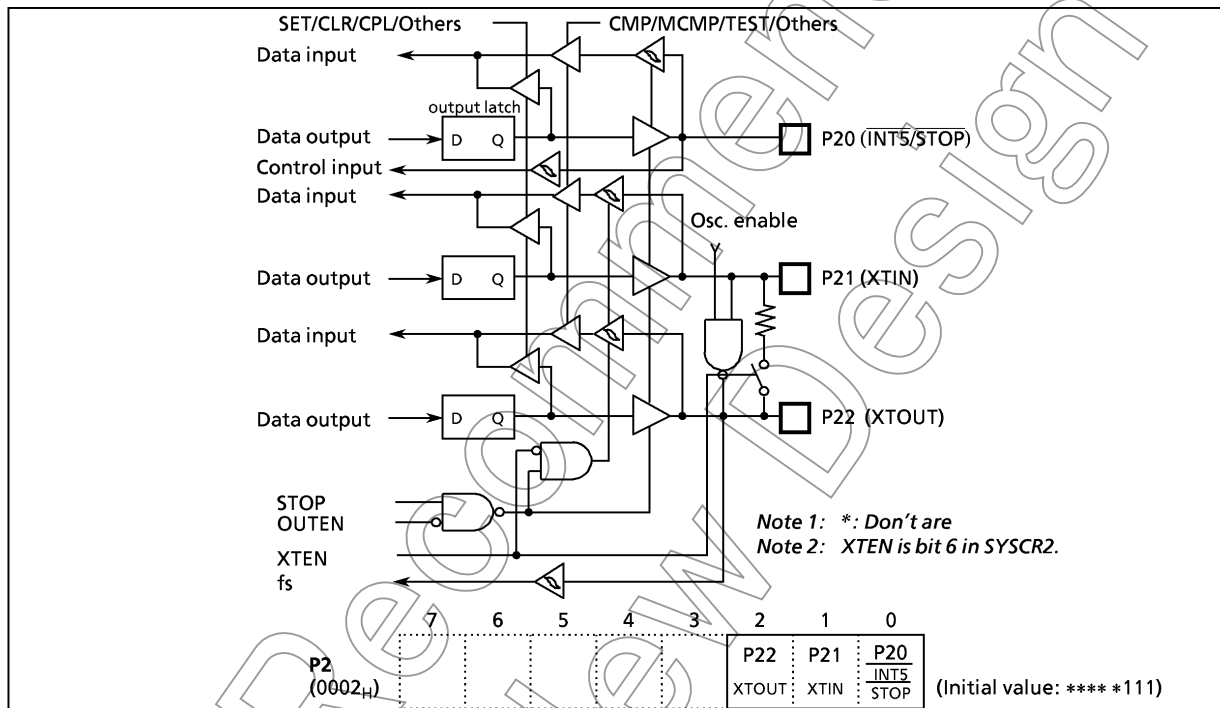 SET/CLR/CPL/Others CMP/MCMP/TEST/Others
Data input
output latch
Data output D Q P20 (INT5/STOP)
Control input
Data input
Osc. enable
Data output D Q P21 (XTIN)
Data input
Data output D Q P22 (XTOUT)
STOP
OUTEN
XTEN
fs
Note 1: *: Don't are
Note 2: XTEN is bit 6 in SYSCR2.
7 6 5 4 3 2 1 0
P2
(0002H)
P22 P21 P20
XTOUT XTIN INT5
STOP
(Initial value: **** *111)
Recommen
ew Design